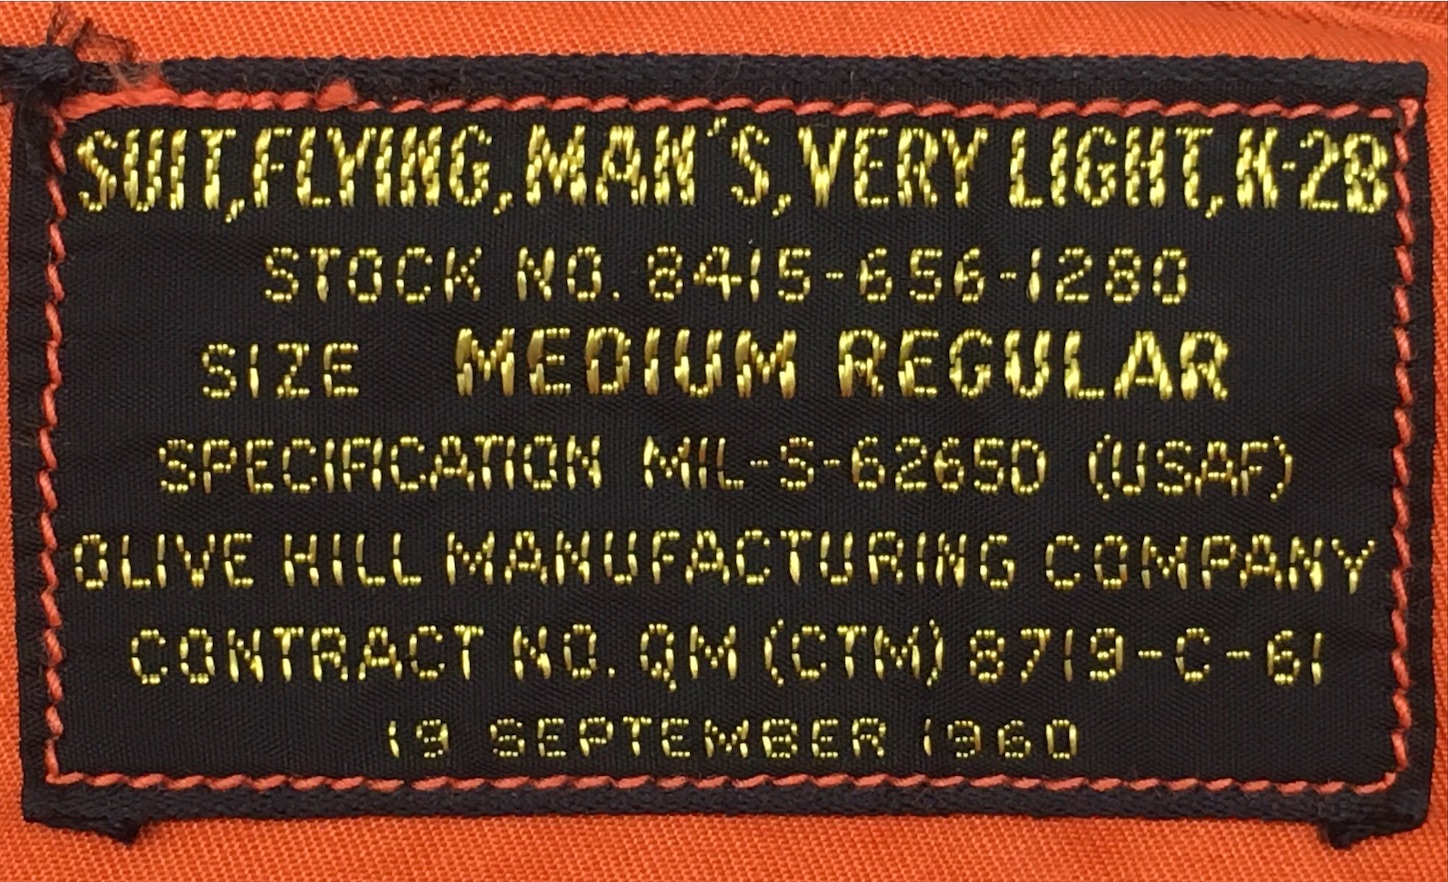 SUIT,FLYING,MAN'S,VERY LIGHT,K-2B
STOCK NO. 8415-656-1280
SIZE MEDIUM REGULAR
SPECIFICATION MIL-S-6265D (USAF)
OLIVE HILL MANUFACTURING COMPANY
CONTRACT NO. QM (CTM) 8719-C-61
19 SEPTEMBER 1960